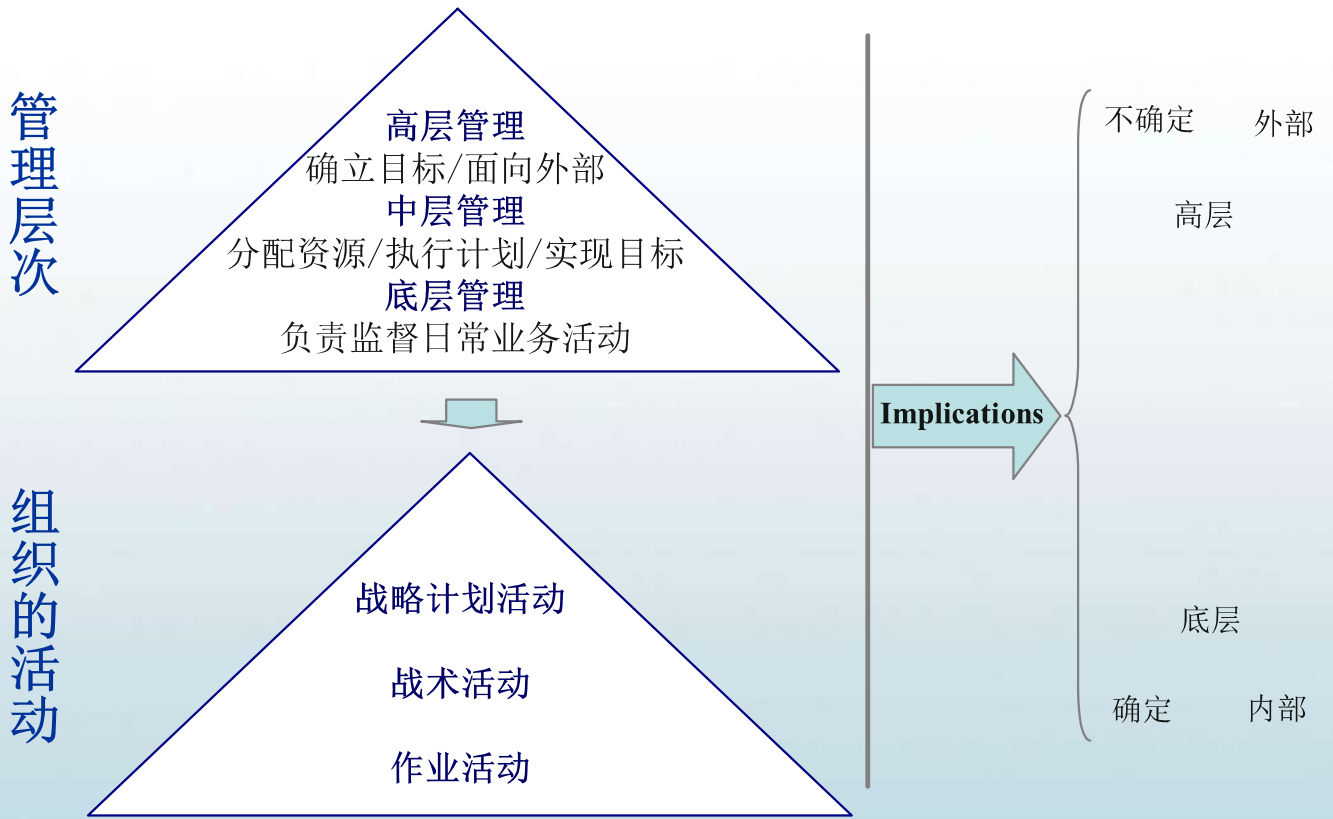 管理层次
高层管理
确立目标/面向外部
中层管理
分配资源/执行计划/实现目标
底层管理
负责监督日常业务活动
组织的活动
战略计划活动
战术活动
作业活动
Implications
不确定 外部
高层
底层
确定 内部